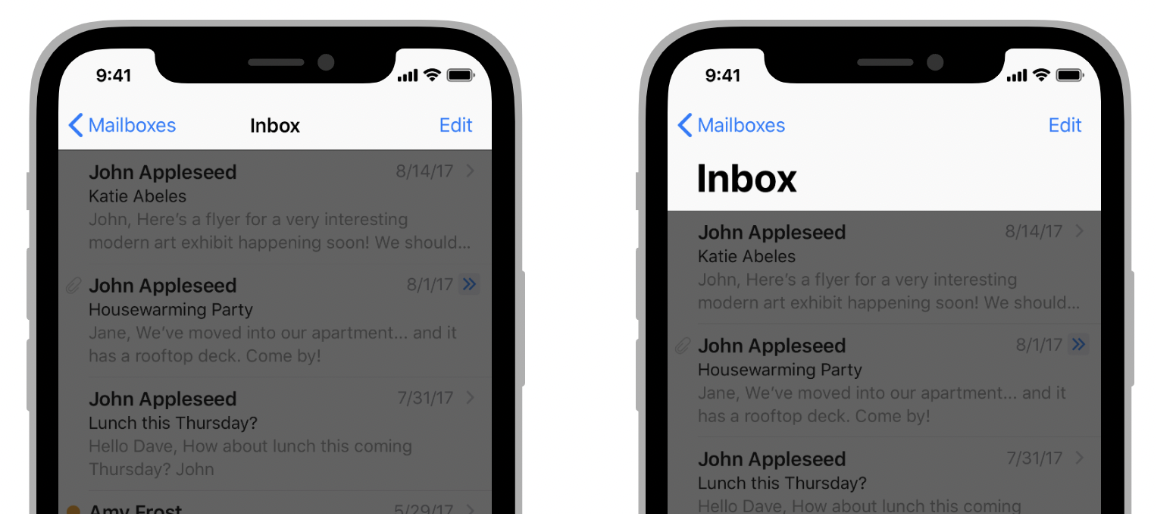 9:41
Mailboxes Inbox Edit
John Appleseed 8/14/17
Katie Abeles
John, Here's a flyer for a very interesting
modern art exhibit happening soon! We should...
John Appleseed 8/1/17
Housewarming Party
Jane, We've moved into our apartment... and it
has a rooftop deck. Come by!
John Appleseed 7/31/17
Lunch this Thursday?
Hello Dave, How about lunch this coming
Thursday? John
Amy Frost 5/29/17
9:41
Mailboxes Edit
Inbox
John Appleseed 8/14/17
Katie Abeles
John, Here's a flyer for a very interesting
modern art exhibit happening soon! We should...
John Appleseed 8/1/17
Housewarming Party
Jane, We've moved into our apartment... and it
has a rooftop deck. Come by!
John Appleseed 7/31/17
Lunch this Thursday?
Hello Dave, How about lunch this coming